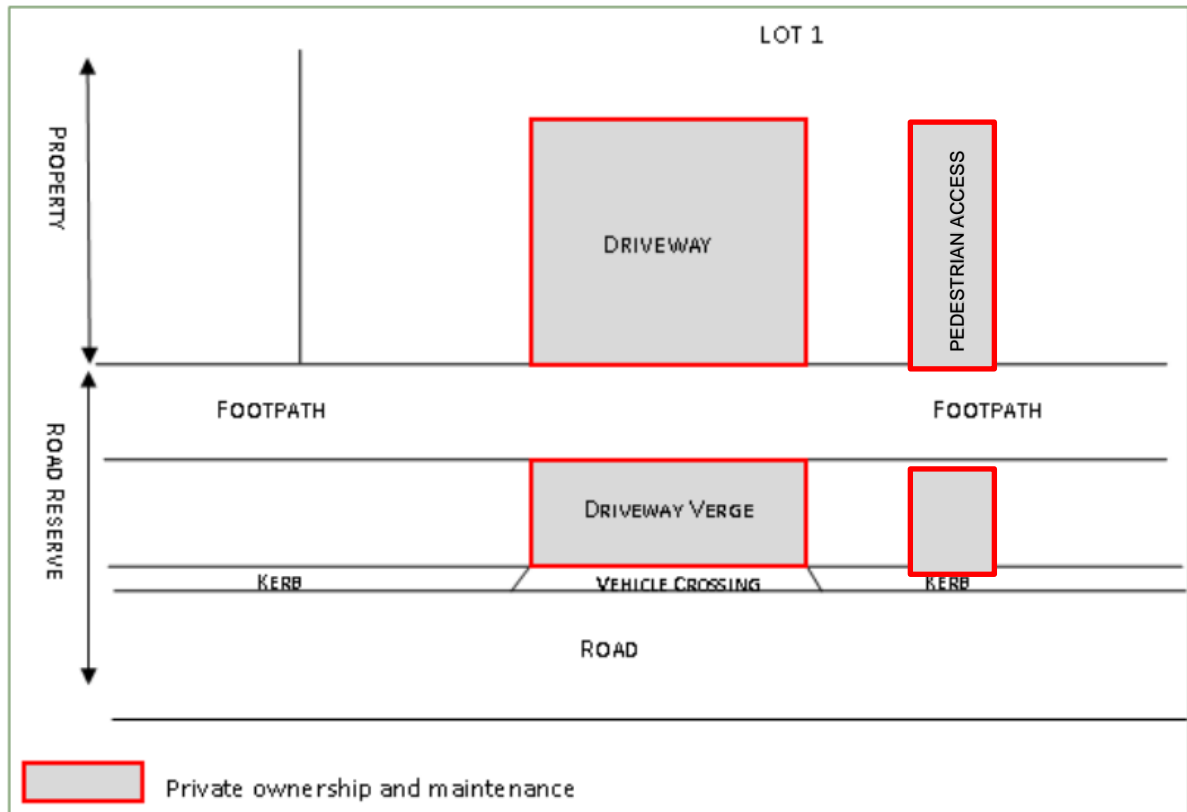 LOT 1
PROPERTY
DRIVEWAY
PEDESTRIAN ACCESS
FOOTPATH
FOOTPATH
ROAD RESERVE
DRIVEWAY VERGE
KERB
VEHICLE CROSSING
KERB
ROAD
Private ownership and maintenance